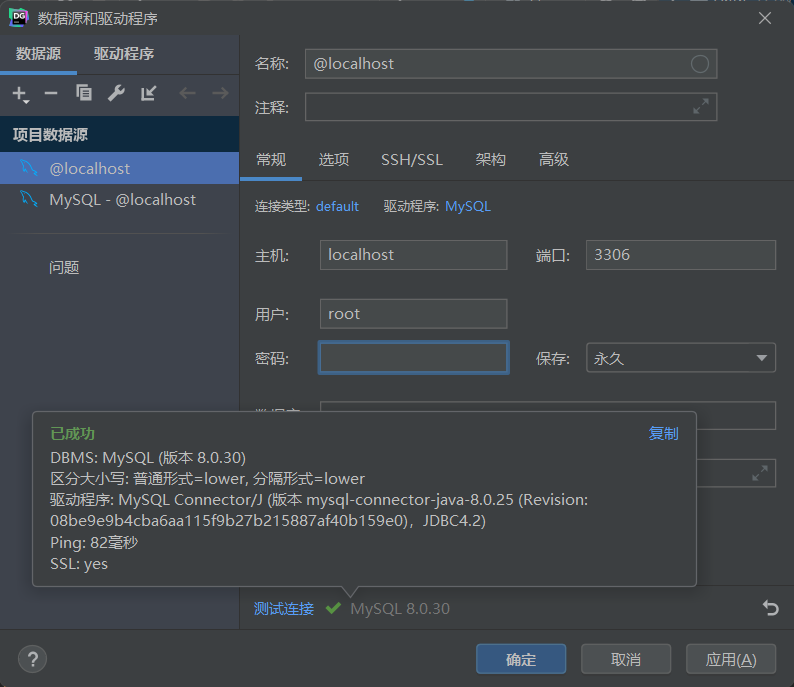 数据源和驱动程序
数据源 驱动程序
项目数据源
@localhost
MySQL - @localhost
问题
名称: @localhost
注释:
常规 选项 SSH/SSL 架构 高级
连接类型: default 驱动程序: MySQL
主机: localhost 端口: 3306
用户: root
密码: 保存: 永久
已成功 复制
DBMS: MySQL (版本 8.0.30)
区分大小写: 普通形式=lower, 分隔形式=lower
驱动程序: MySQL Connector/J (版本 mysql-connector-java-8.0.25 (Revision:
08be9e9b4cba6aa115f9b27b215887af40b159e0)，JDBC4.2)
Ping: 82毫秒
SSL: yes
测试连接 MySQL 8.0.30
? 确定 取消 应用(A)